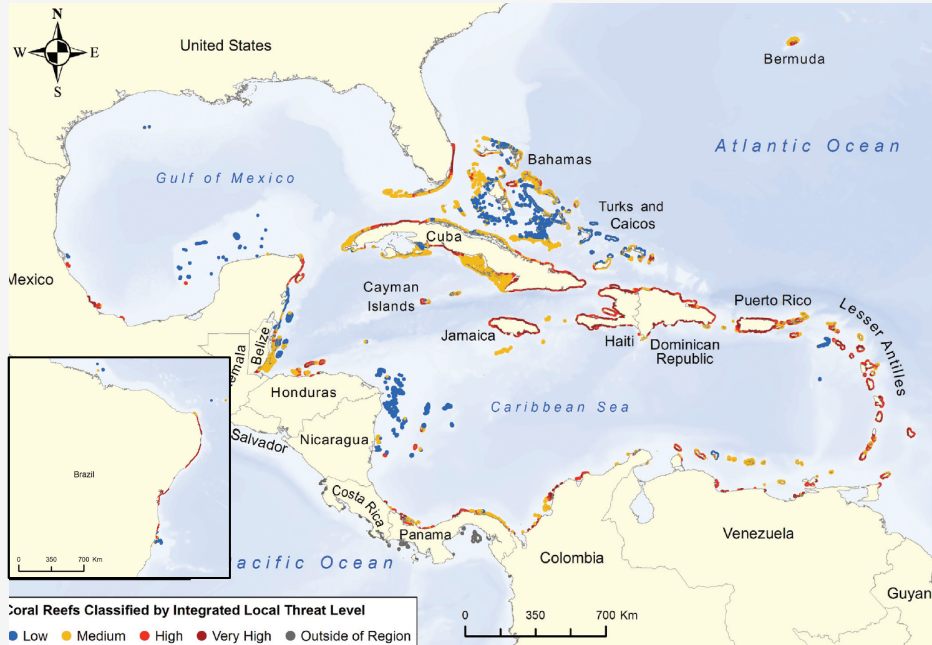 N
W E
S
United States
Bermuda
Atlantic Ocean
Gulf of Mexico
Bahamas
Turks and
Caicos
Cuba
Mexico
Cayman
Islands
Puerto Rico
Lesser Antilles
Jamaica
Haiti
Dominican
Republic
Belize
emala
Honduras
Caribbean Sea
Nicaragua
Salvador
Brazil
Costa Rica
Panama
Venezuela
Colombia
acific Ocean
Guyan
0 350 700 Km
Coral Reefs Classified by Integrated Local Threat Level
Low Medium High Very High Outside of Region
0 350 700 Km